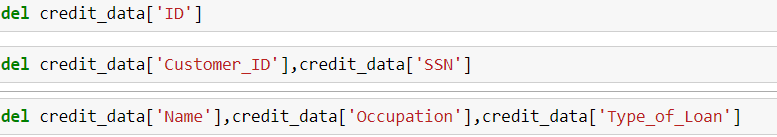 del credit_data['ID']
del credit_data['Customer_ID'],credit_data['SSN']
del credit_data['Name'],credit_data['Occupation'],credit_data['Type_of_Loan']